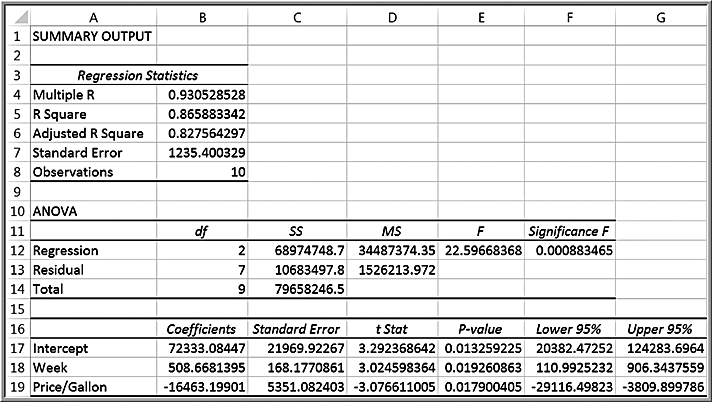 A B C D E F G
1 SUMMARY OUTPUT
2
3 Regression Statistics
4 Multiple R 0.930528528
5 R Square 0.865883342
6 Adjusted R Square 0.827564297
7 Standard Error 1235.400329
8 Observations 10
9
10 ANOVA
11 df SS MS F Significance F
12 Regression 2 68974748.7 34487374.35 22.59668368 0.000883465
13 Residual 7 10683497.8 1526213.972
14 Total 9 79658246.5
15
16 Coefficients Standard Error t Stat P-value Lower 95% Upper 95%
17 Intercept 72333.08447 21969.92267 3.292368642 0.013259225 20382.47252 124283.6964
18 Week 508.6681395 168.1770861 3.024598364 0.019260863 110.9925232 906.3437559
19 Price/Gallon -16463.19901 5351.082403 -3.076611005 0.017900405 -29116.49823 -3809.899786